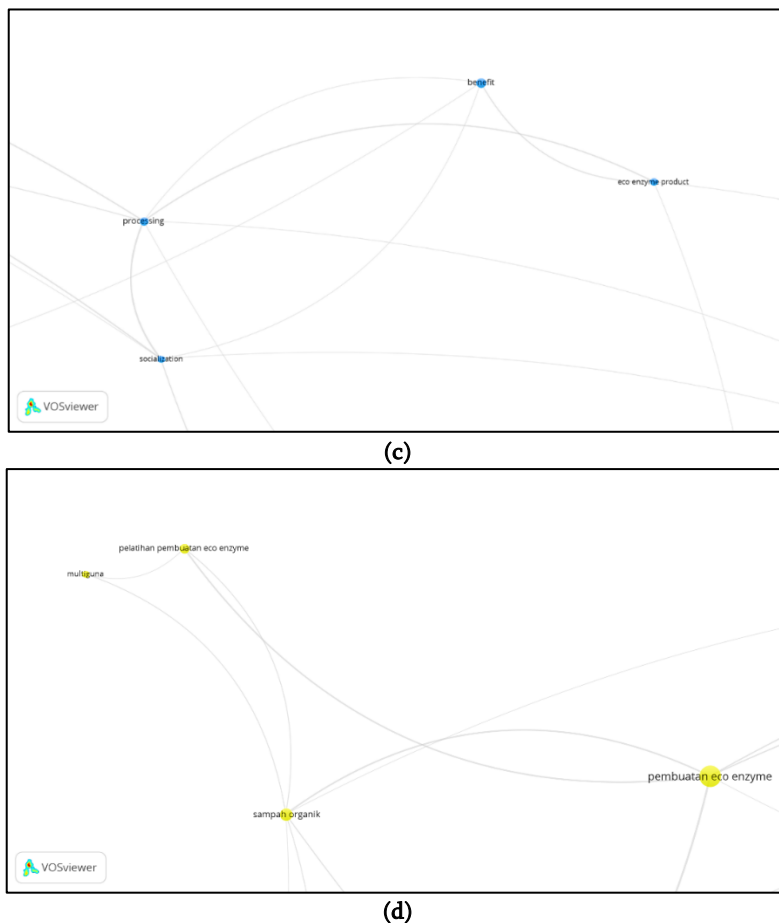 benefit
eco enzyme product
processing
socialization
VOSviewer
(c)
pelatihan pembuatan eco enzyme
multiguna
pembuatan eco enzyme
sampah organik
VOSviewer
(d)